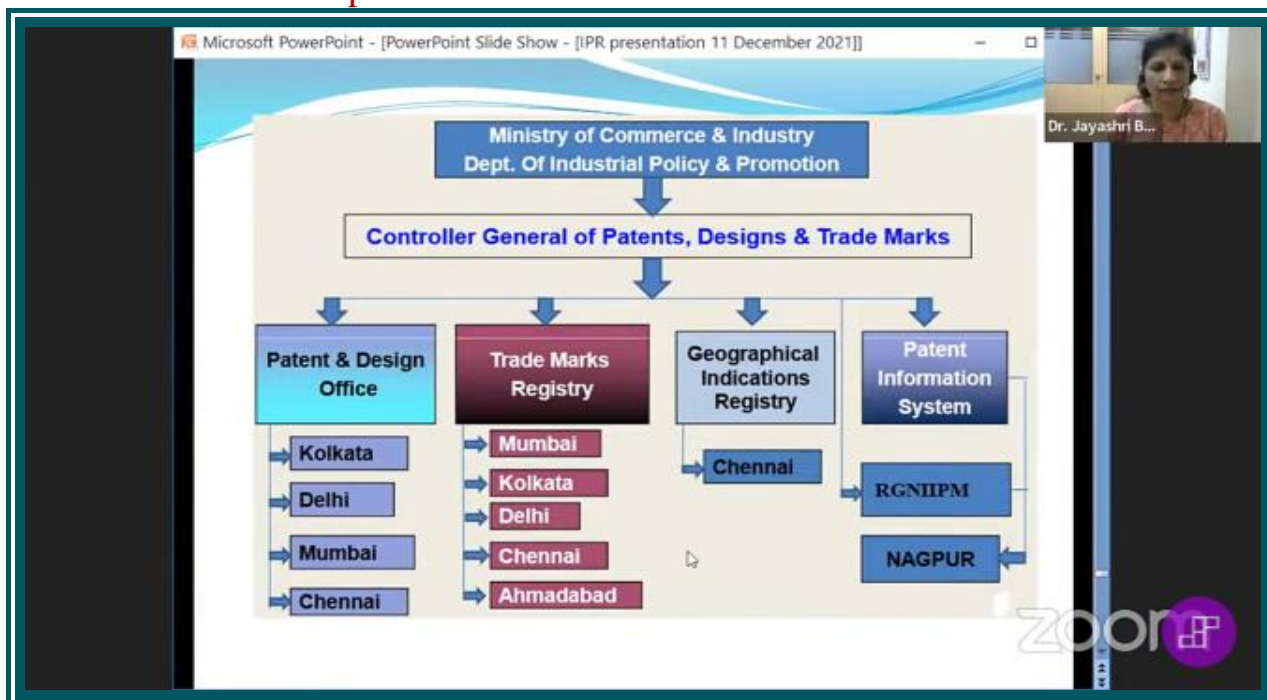 Microsoft PowerPoint - [PowerPoint Slide Show - [IPR presentation 11 December 2021]]
Dr. Jayashri B...
Ministry of Commerce & Industry
Dept. Of Industrial Policy & Promotion
Controller General of Patents, Designs & Trade Marks
Patent & Design
Office
Kolkata
Delhi
Mumbai
Chennai
Trade Marks
Registry
Mumbai
Kolkata
Delhi
Chennai
Ahmadabad
Geographical
Indications
Registry
Chennai
Patent
Information
System
RGNIIPM
NAGPUR
zoom